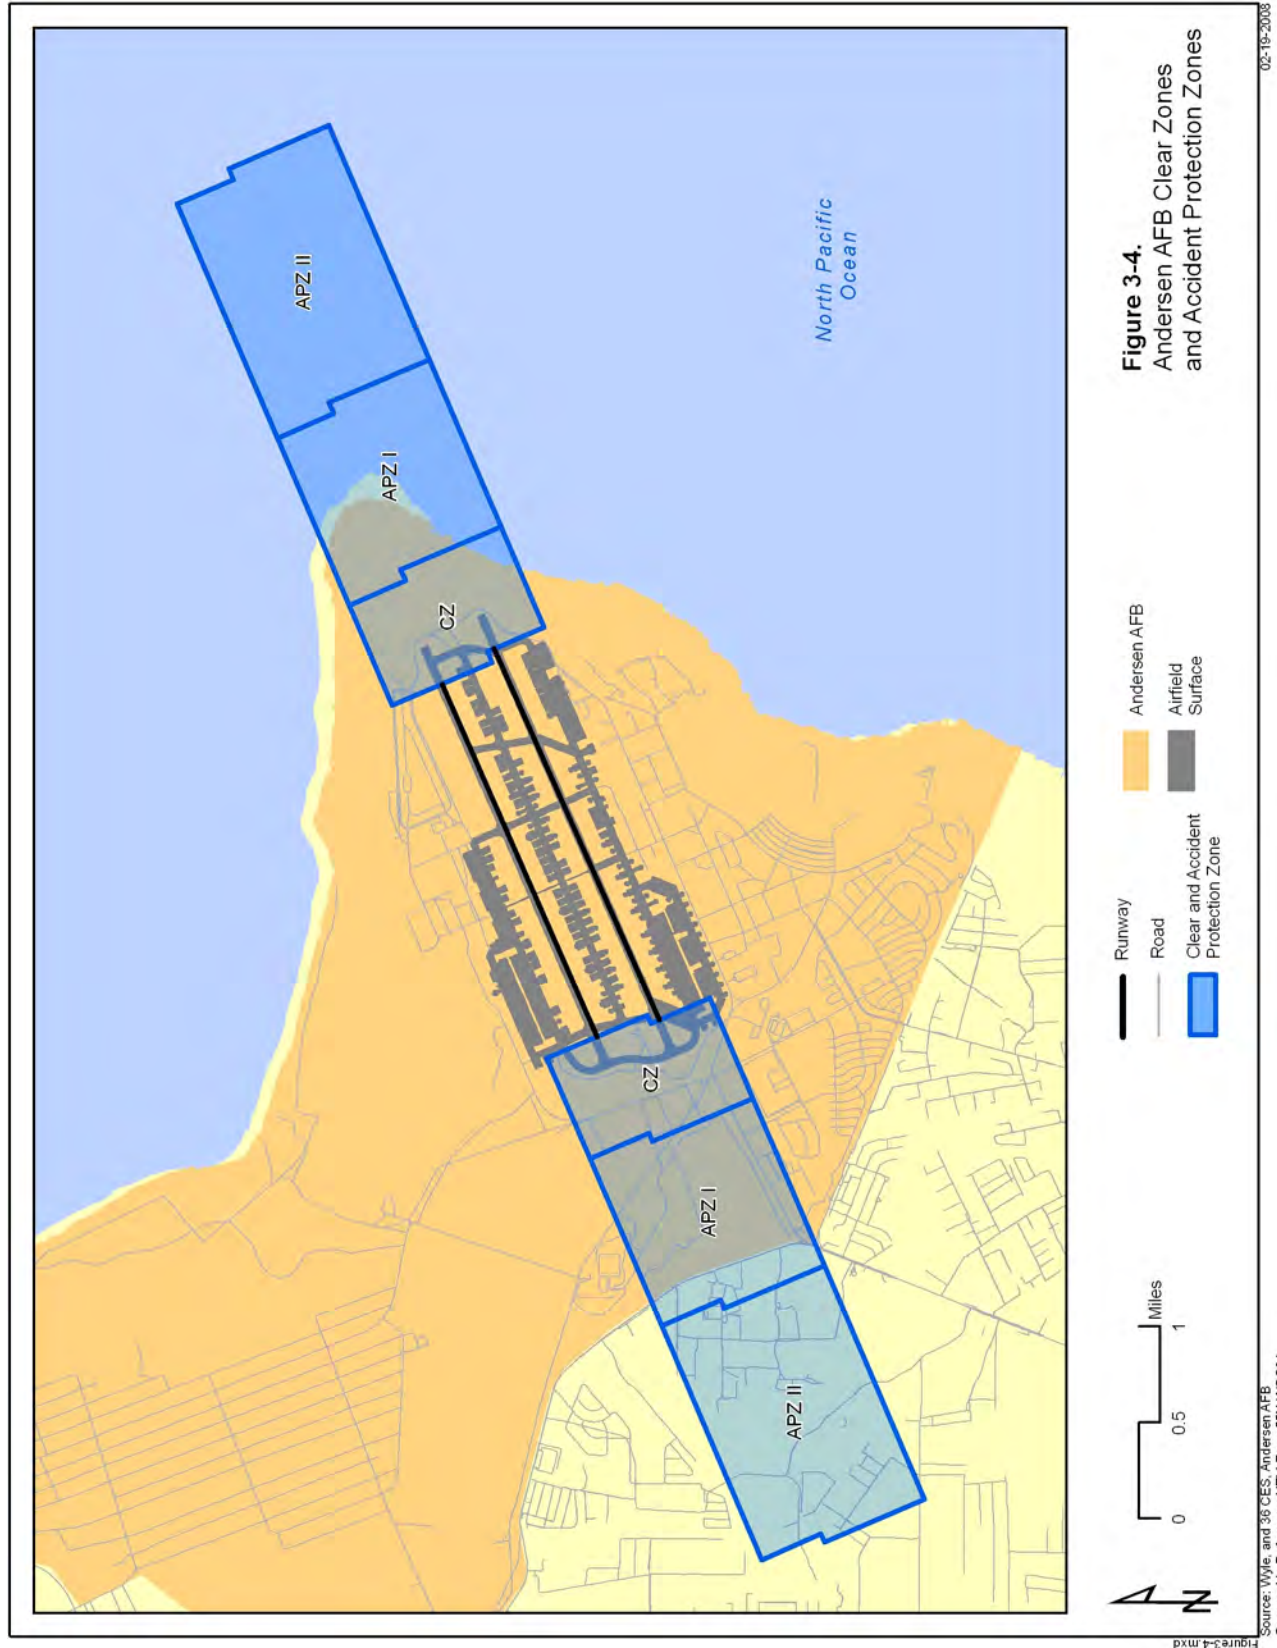 APZ II
APZ I
CZ
CZ
APZ I
APZ II
North Pacific
Ocean
0
0.5
1
Miles
Runway
Road
Clear and Accident
Protection Zone
Andersen AFB
Airfield
Surface
Figure 3-4.
Andersen AFB Clear Zones
and Accident Protection Zones
Source: Wyle, and 36 CES, Andersen AFB
02-19-2008
Figure3-4.mxd